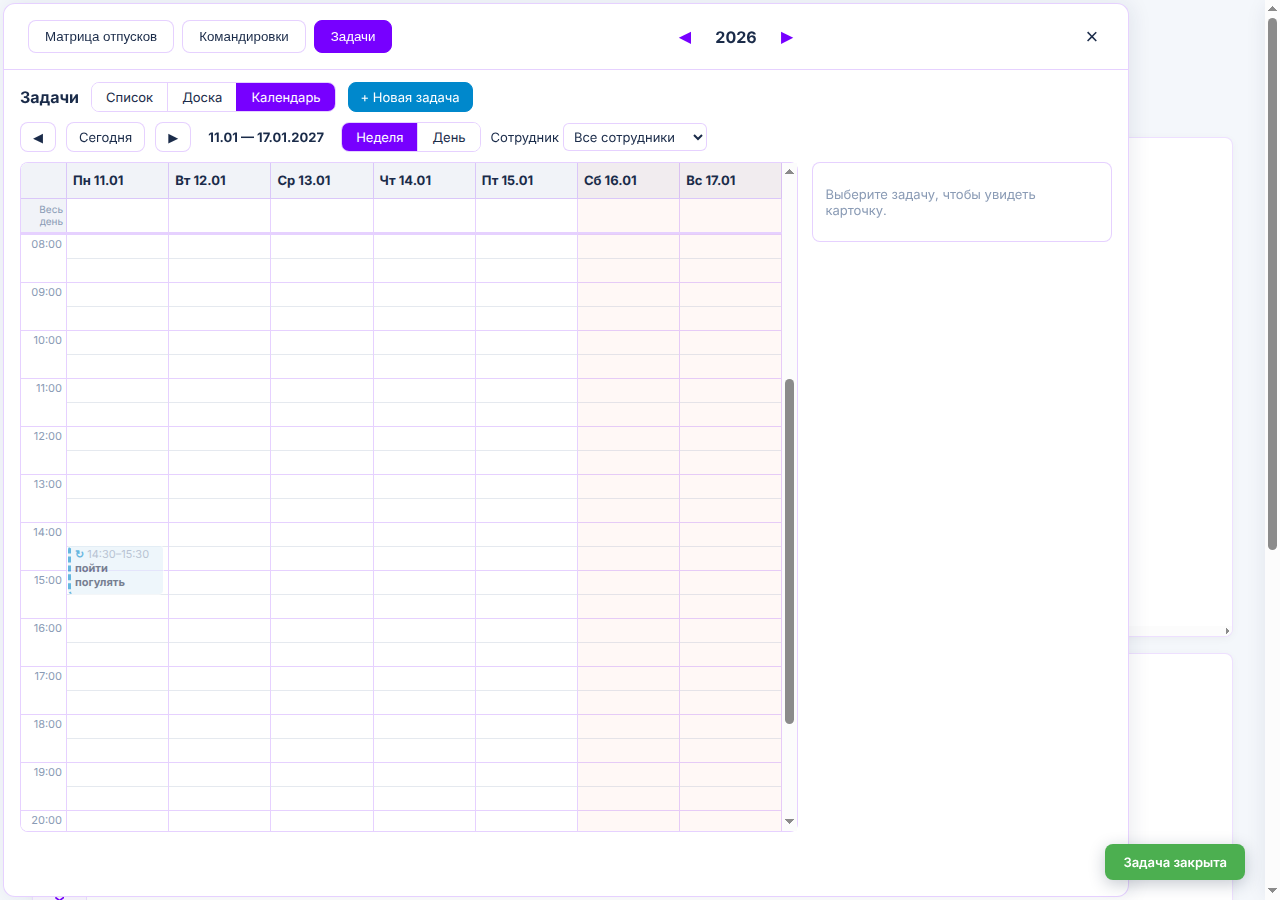 Матрица отпусков
Командировки
Задачи
◀ 2026 ▶
×
Задачи
Список
Доска
Календарь
+ Новая задача
◀
Сегодня
▶
11.01 — 17.01.2027
Неделя
День
Сотрудник
Все сотрудники
Пн 11.01
Вт 12.01
Ср 13.01
Чт 14.01
Пт 15.01
Сб 16.01
Вс 17.01
Весь
день
08:00
09:00
10:00
11:00
12:00
13:00
14:00
↻ 14:30–15:30
пойти
погулять
15:00
16:00
17:00
18:00
19:00
20:00
Выберите задачу, чтобы увидеть
карточку.
Задача закрыта